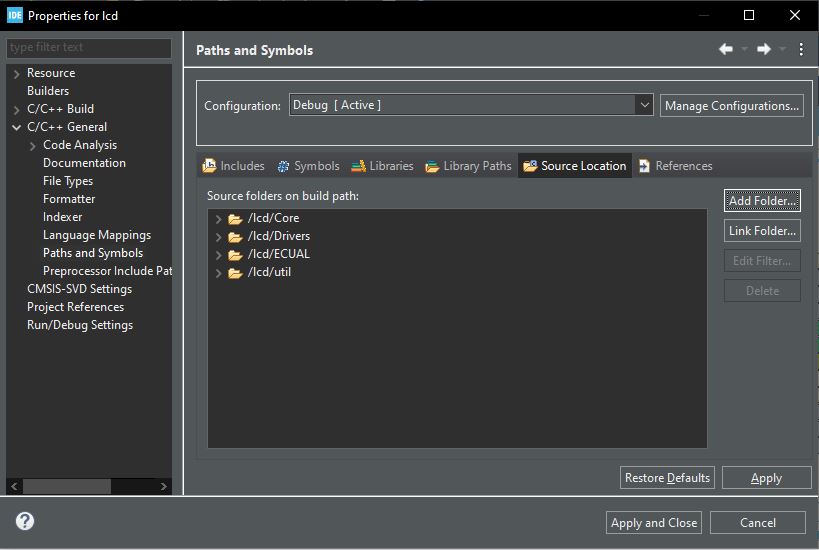 IDE Properties for lcd
type filter text
Resource
Builders
C/C++ Build
C/C++ General
Code Analysis
Documentation
File Types
Formatter
Indexer
Language Mappings
Paths and Symbols
Preprocessor Include Pat
CMSIS-SVD Settings
Project References
Run/Debug Settings
Paths and Symbols
Configuration: Debug [ Active ] Manage Configurations...
Includes Symbols Libraries Library Paths Source Location References
Source folders on build path:
/lcd/Core
/lcd/Drivers
/lcd/ECUAL
/lcd/util
Add Folder...
Link Folder...
Edit Filter...
Delete
Restore Defaults Apply
? Apply and Close Cancel